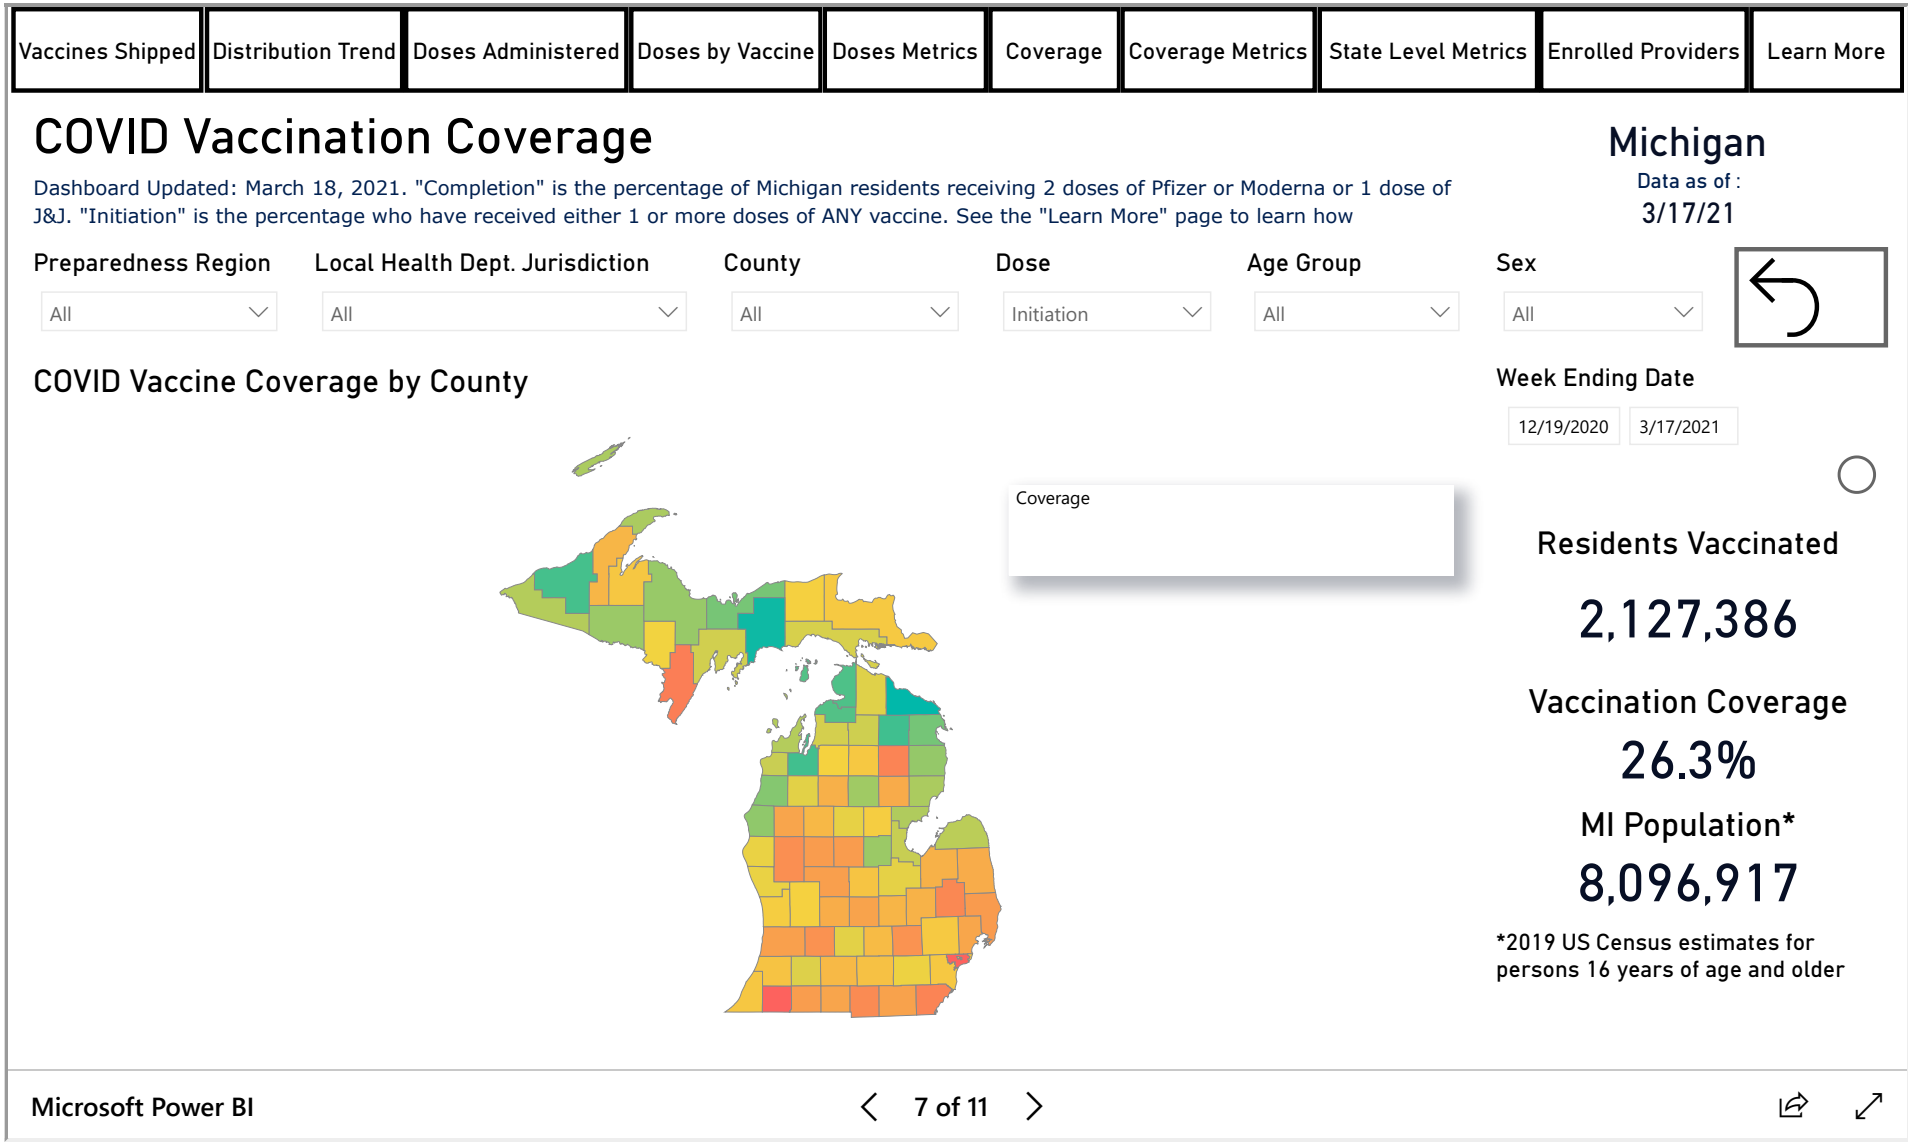 Vaccines Shipped Distribution Trend Doses Administered Doses by Vaccine Doses Metrics Coverage Coverage Metrics State Level Metrics Enrolled Providers Learn More
COVID Vaccination Coverage
Dashboard Updated: March 18, 2021. "Completion" is the percentage of Michigan residents receiving 2 doses of Pfizer or Moderna or 1 dose of
J&J. "Initiation" is the percentage who have received either 1 or more doses of ANY vaccine. See the "Learn More" page to learn how
Michigan
Data as of :
3/17/21
Preparedness Region Local Health Dept. Jurisdiction County Dose Age Group Sex
All All All Initiation All All
COVID Vaccine Coverage by County
Week Ending Date
12/19/2020 3/17/2021
Coverage
Residents Vaccinated
2,127,386
Vaccination Coverage
26.3%
MI Population*
8,096,917
*2019 US Census estimates for
persons 16 years of age and older
Microsoft Power BI 7 of 11